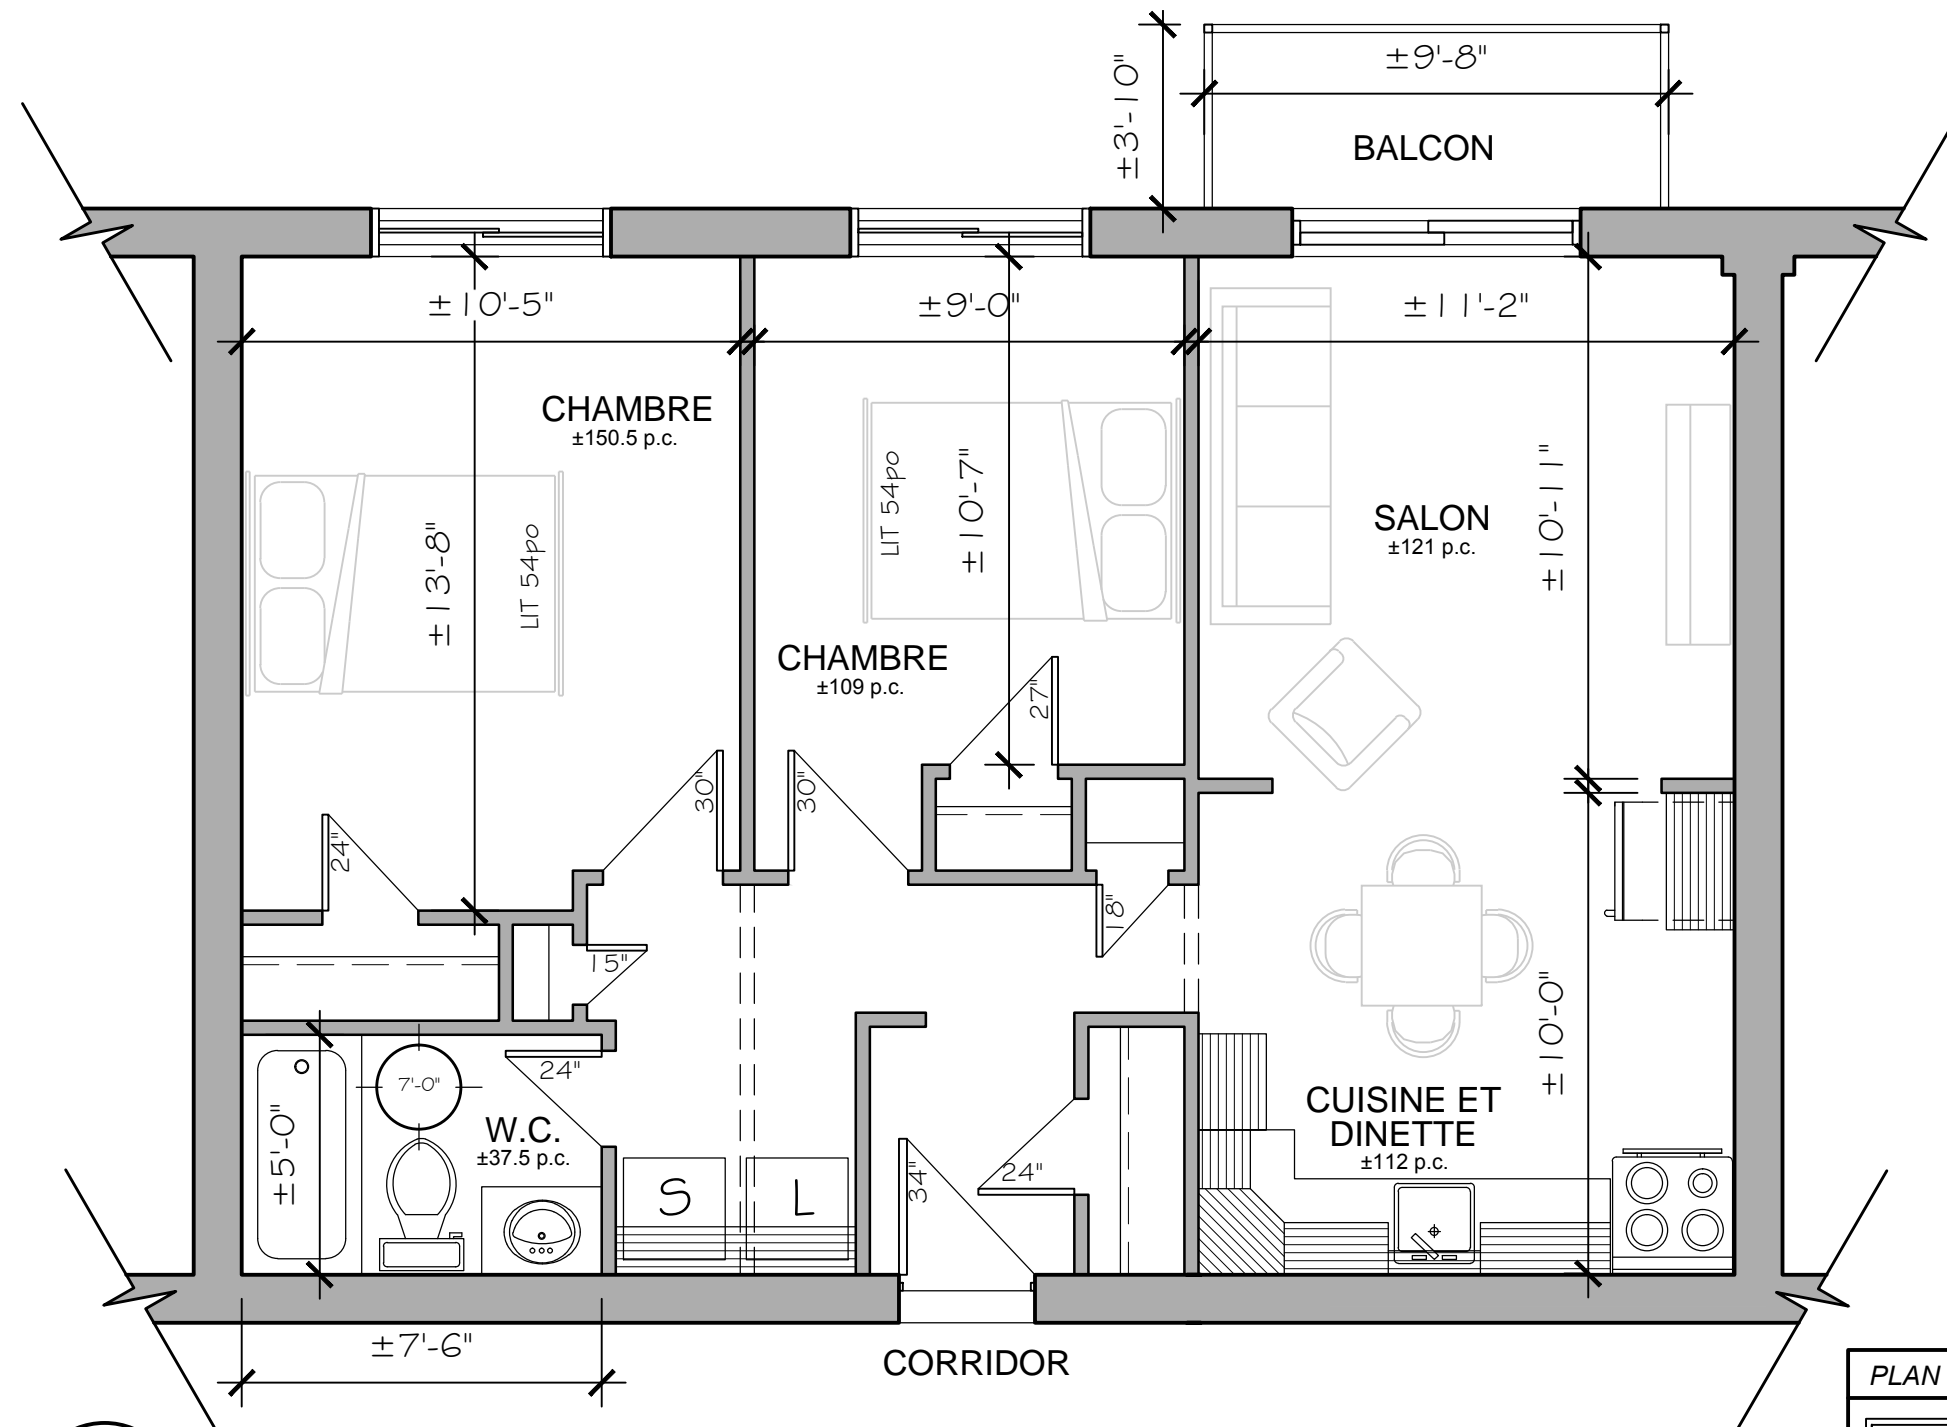 ±9'-8"
±3'-10"
BALCON
±10'-5"
±9'-0"
±11'-2"
CHAMBRE
±150.5 p.c.
±13'-8"
LIT 54po
LIT 54po
±10'-7"
SALON
±121 p.c.
±10'-11"
CHAMBRE
±109 p.c.
27"
30"
30"
24"
18"
15"
±10'-0"
24"
7'-0"
±5'-0"
W.C.
±37.5 p.c.
CUISINE ET
DINETTE
±112 p.c.
S
L
34"
24"
±7'-6"
CORRIDOR
PLAN